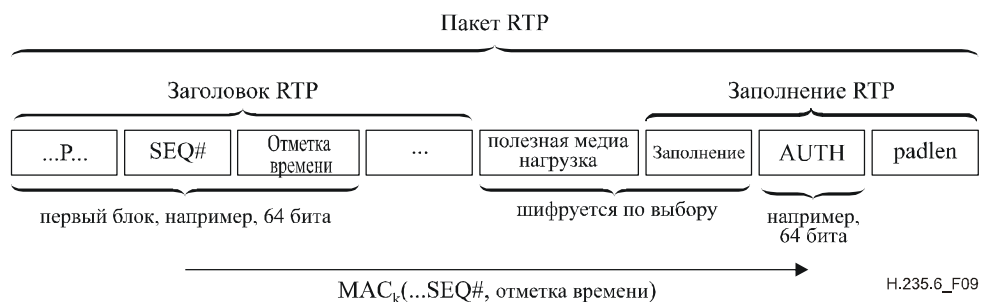 Пакет RTP
Заголовок RTP
Заполнение RTP
...P...
SEQ#
Отметка
времени
...
полезная медиа
нагрузка
Заполнение
AUTH
padlen
первый блок, например, 64 бита
шифруется по выбору
например,
64 бита
MACk(...SEQ#, отметка времени)
H.235.6_F09